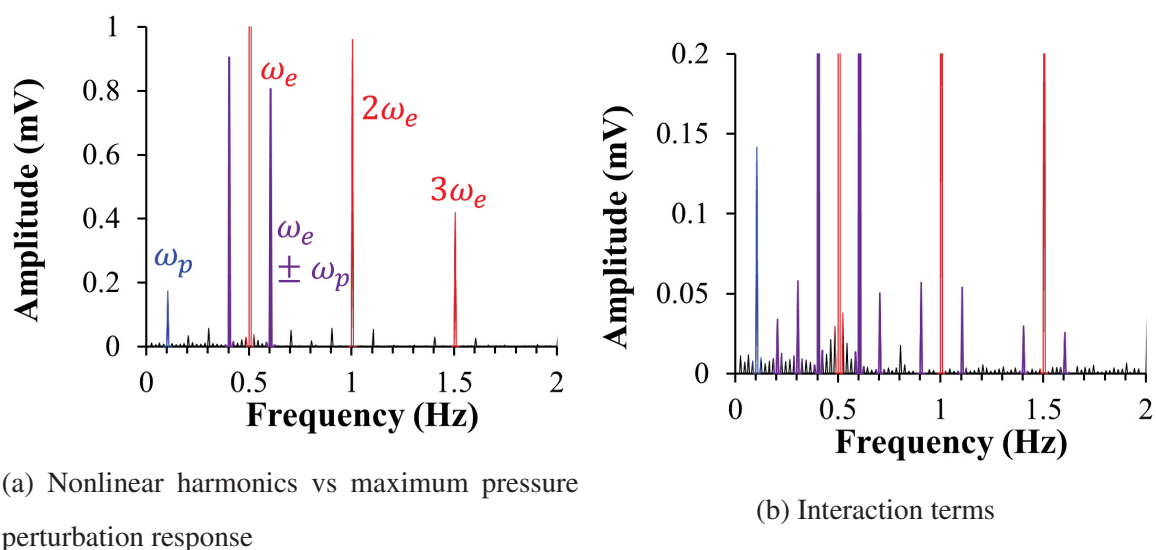 1
0.8
0.6
0.4
0.2
0
Amplitude (mV)
ωₑ
2ωₑ
3ωₑ
ωₑ
± ωₚ
ωₚ
0 0.5 1 1.5 2
Frequency (Hz)
(a) Nonlinear harmonics vs maximum pressure
perturbation response
0.2
0.15
0.1
0.05
0
Amplitude (mV)
0 0.5 1 1.5 2
Frequency (Hz)
(b) Interaction terms